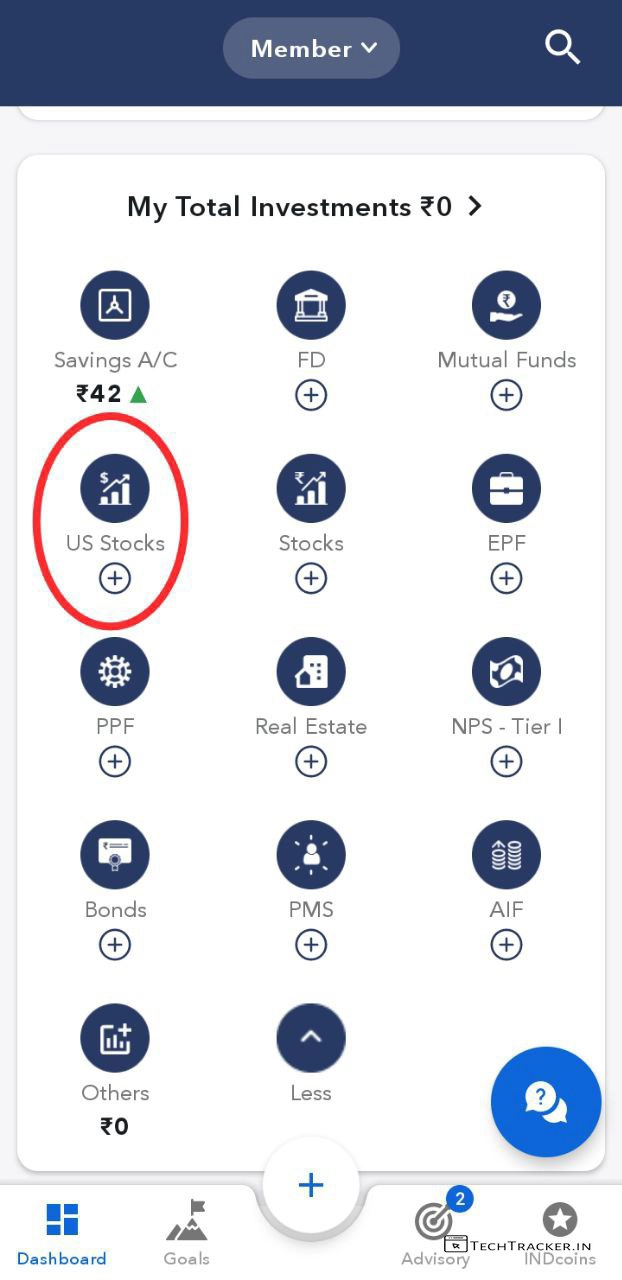 Member
My Total Investments ₹0
Savings A/C FD Mutual Funds
₹42
US Stocks Stocks EPF
PPF Real Estate NPS - Tier I
Bonds PMS AIF
Others Less
₹0
2
Dashboard Goals Advisory INDcoins
TECHTRACKER.IN